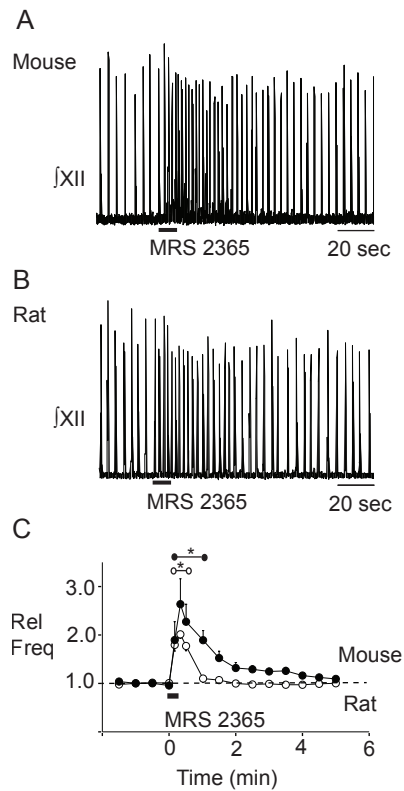 A
Mouse
∫XII
MRS 2365
20 sec
B
Rat
∫XII
MRS 2365
20 sec
C
* 
*
3.0
Rel
Freq
2.0
1.0
Mouse
Rat
MRS 2365
0
2
4
6
Time (min)